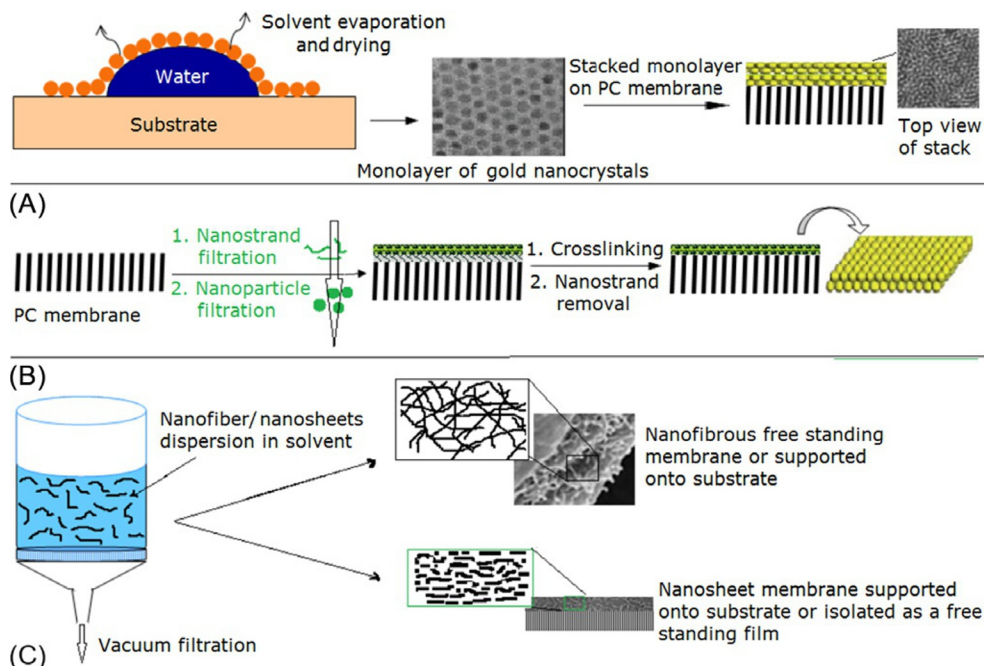 Solvent evaporation
and drying
Water
Substrate
Monolayer of gold nanocrystals
Stacked monolayer
on PC membrane
Top view
of stack
(A)
PC membrane
1. Nanostrand
filtration
2. Nanoparticle
filtration
1. Crosslinking
2. Nanostrand
removal
(B)
Nanofiber/nanosheets
dispersion in solvent
Vacuum filtration
Nanofibrous free standing
membrane or supported
onto substrate
Nanosheet membrane supported
onto substrate or isolated as a free
standing film
(C)